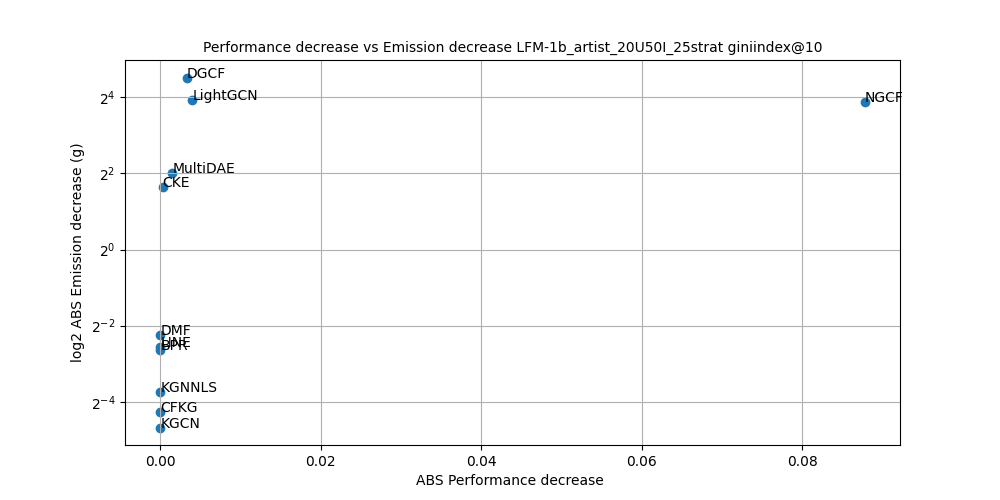 Performance decrease vs Emission decrease LFM-1b_artist_20U50I_25strat giniindex@10
DGCF
LightGCN
NGCF
MultiDAE
CKE
DMF
LINE
BPR
KGNNLS
CFKG
KGCN
2^4
2^2
2^0
2^−2
2^−4
log2 ABS Emission decrease (g)
0.00 0.02 0.04 0.06 0.08
ABS Performance decrease